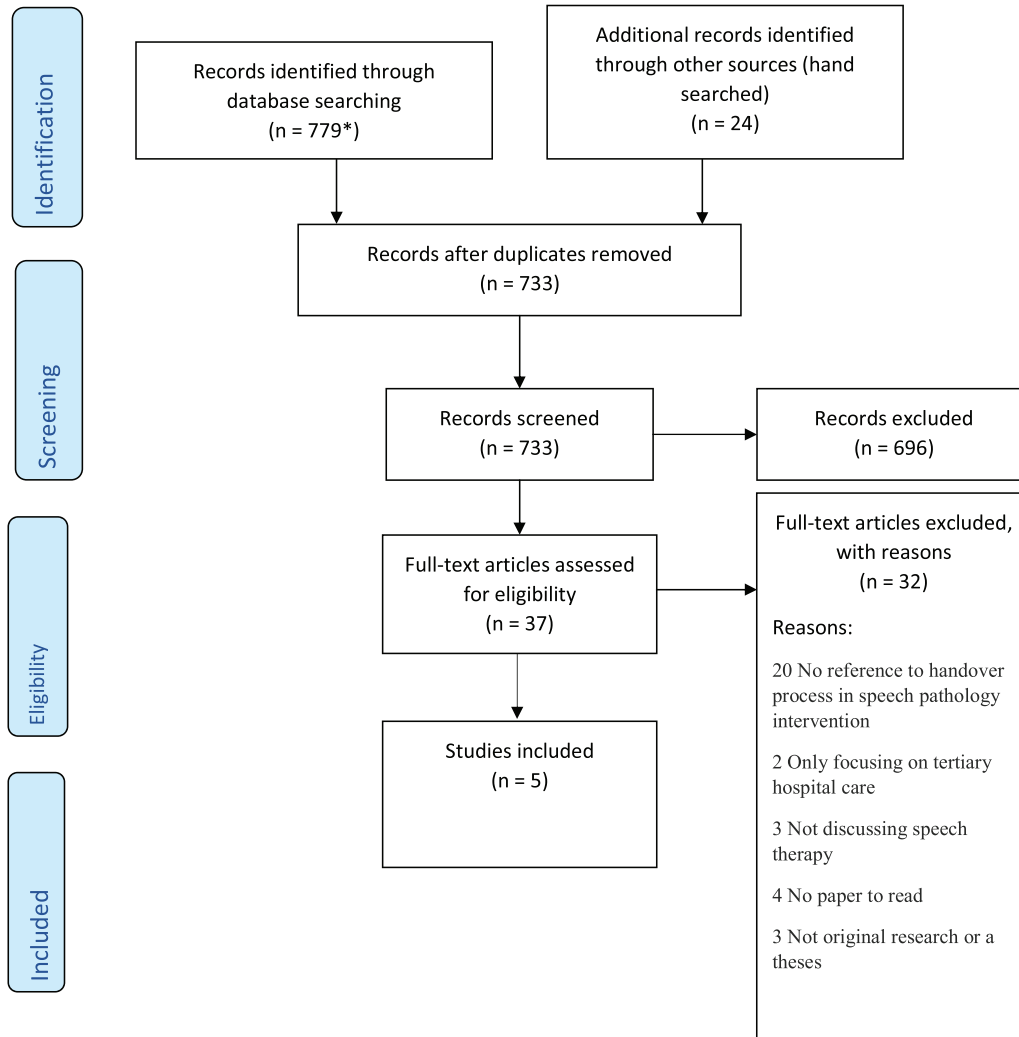 Identification
Records identified through
database searching
(n = 779*)
Additional records identified
through other sources (hand
searched)
(n = 24)
Records after duplicates removed
(n = 733)
Screening
Records screened
(n = 733)
Records excluded
(n = 696)
Eligibility
Full-text articles assessed
for eligibility
(n = 37)
Full-text articles excluded,
with reasons
(n = 32)
Reasons:
20 No reference to handover
process in speech pathology
intervention
2 Only focusing on tertiary
hospital care
3 Not discussing speech
therapy
4 No paper to read
3 Not original research or a
theses
Included
Studies included
(n = 5)